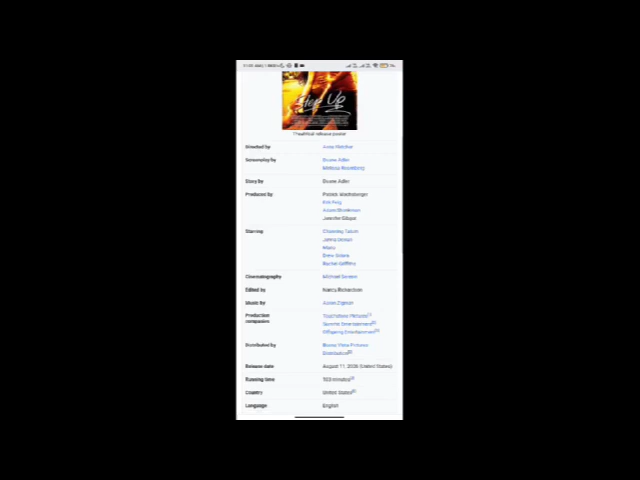 Step Up
Theatrical release poster
Directed by Anne Fletcher
Screenplay by Duane Adler
Melissa Rosenberg
Story by Duane Adler
Produced by Patrick Wachsberger
Erik Feig
Adam Shankman
Jennifer Gibgot
Starring Channing Tatum
Jenna Dewan
Mario
Drew Sidora
Rachel Griffiths
Cinematography Michael Seresin
Edited by Nancy Richardson
Music by Aaron Zigman
Production
companies
Touchstone Pictures
Summit Entertainment
Offspring Entertainment
Distributed by Buena Vista Pictures
Distribution
Release date August 11, 2006 (United States)
Running time 103 minutes
Country United States
Language English